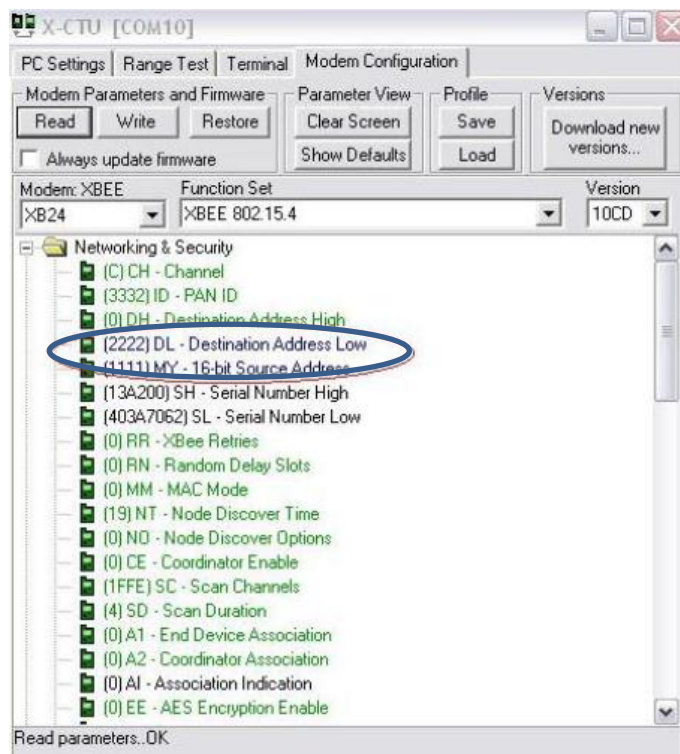 X-CTU [COM10]
PC Settings Range Test Terminal Modem Configuration
Modem Parameters and Firmware Parameter View Profile Versions
Read Write Restore Clear Screen Save Download new versions...
Always update firmware Show Defaults Load
Modem: XBEE Function Set Version
XB24 XBEE 802.15.4 10CD
Networking & Security
(C) CH - Channel
(3332) ID - PAN ID
(0) DH - Destination Address High
(2222) DL - Destination Address Low
(1111) MY - 16-bit Source Address
(13A200) SH - Serial Number High
(403A7062) SL - Serial Number Low
(0) RR - XBee Retries
(0) RN - Random Delay Slots
(0) MM - MAC Mode
(19) NT - Node Discover Time
(0) NO - Node Discover Options
(0) CE - Coordinator Enable
(1FFE) SC - Scan Channels
(4) SD - Scan Duration
(0) A1 - End Device Association
(0) A2 - Coordinator Association
(0) AI - Association Indication
(0) EE - AES Encryption Enable
Read parameters..OK